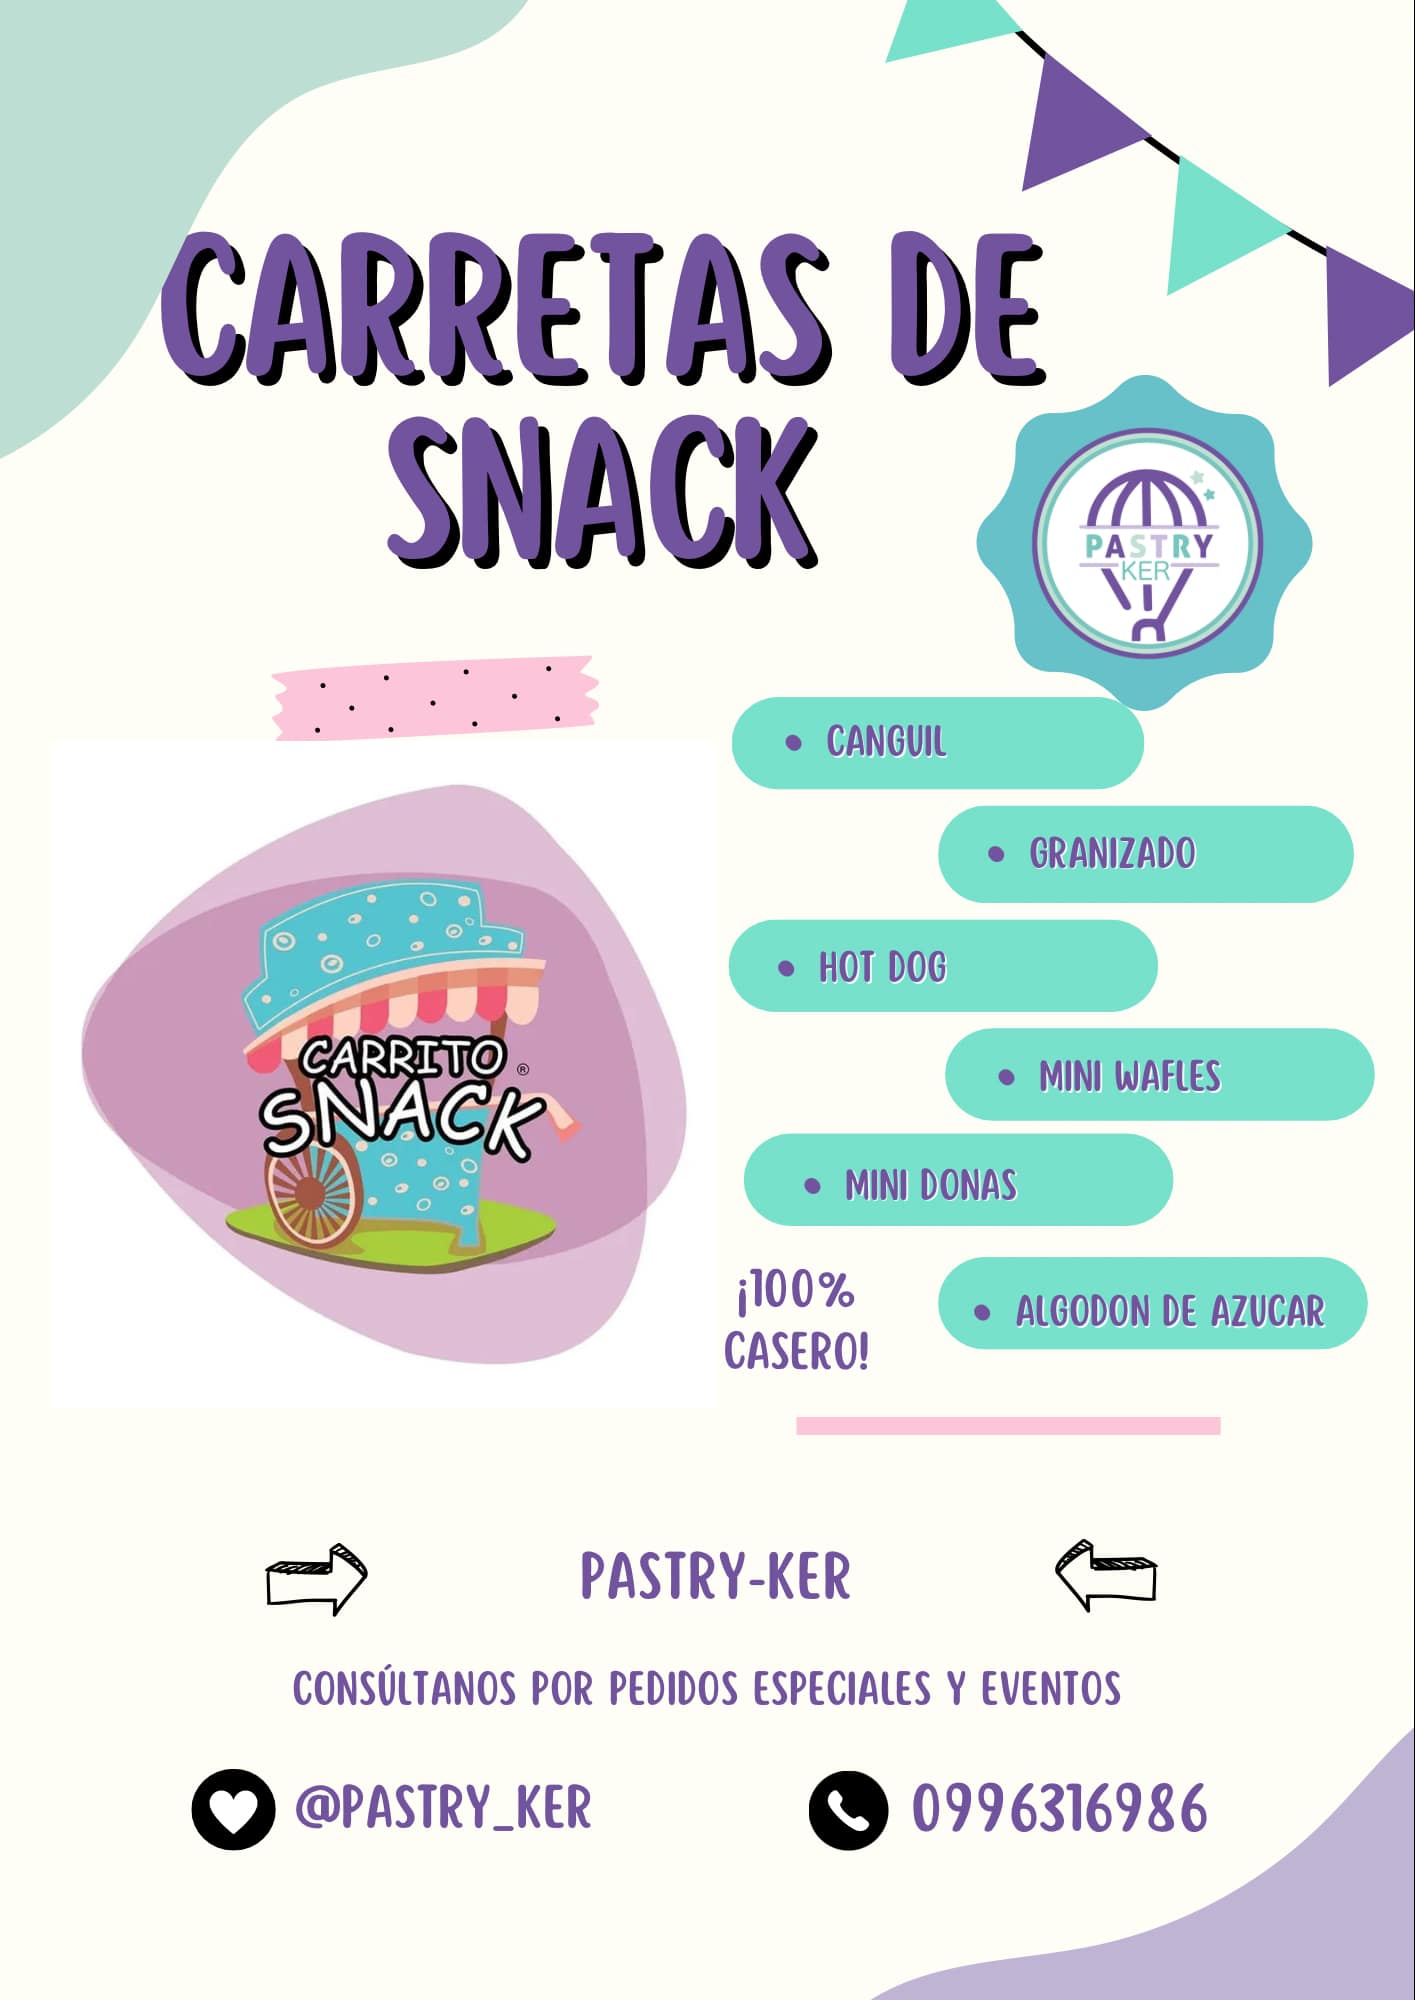 CARRETAS DE
SNACK
PASTRY
KER
• CANGUIL
• GRANIZADO
• HOT DOG
• MINI WAFLES
• MINI DONAS
• ALGODON DE AZUCAR
CARRITO
SNACK ®
¡100%
CASERO!
PASTRY-KER
CONSÚLTANOS POR PEDIDOS ESPECIALES Y EVENTOS
@PASTRY_KER
0996316986